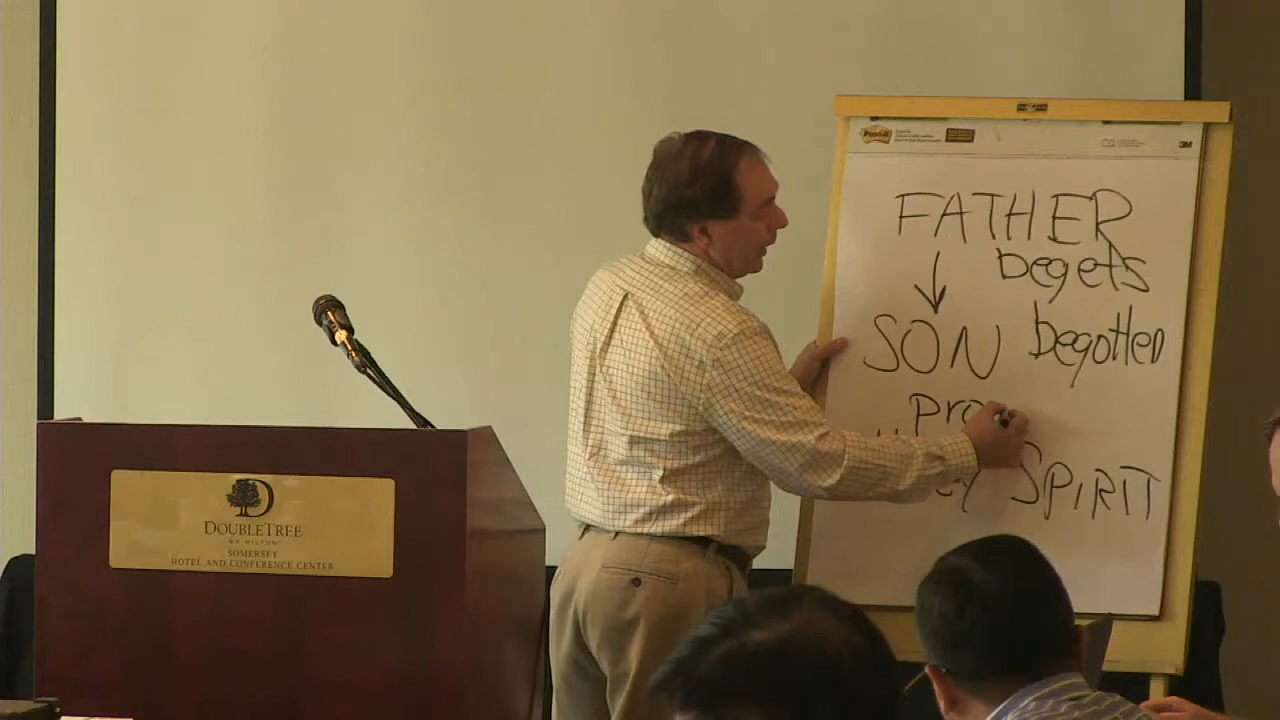 DOUBLETREE
BY HILTON
SOMERSET
HOTEL AND CONFERENCE CENTER
Post-it
3M
FATHER
begets
SON begotten
pro
SPIRIT